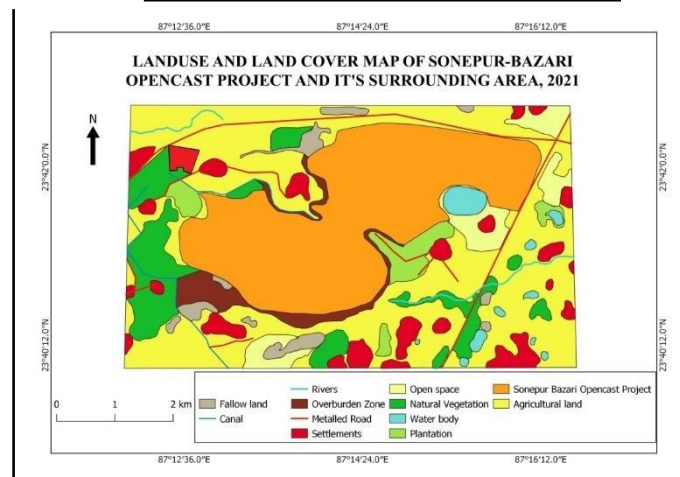 87°12′36.0″E 87°14′24.0″E 87°16′12.0″E
LANDUSE AND LAND COVER MAP OF SONEPUR-BAZARI
OPENCAST PROJECT AND IT'S SURROUNDING AREA, 2021
N
23°42′0.0″N 23°42′0.0″N
23°40′12.0″N 23°40′12.0″N
Rivers Open space Sonepur Bazari Opencast Project
Fallow land Overburden Zone Natural Vegetation Agricultural land
Canal Metalled Road Water body
Settlements Plantation
0 1 2 km
87°12′36.0″E 87°14′24.0″E 87°16′12.0″E